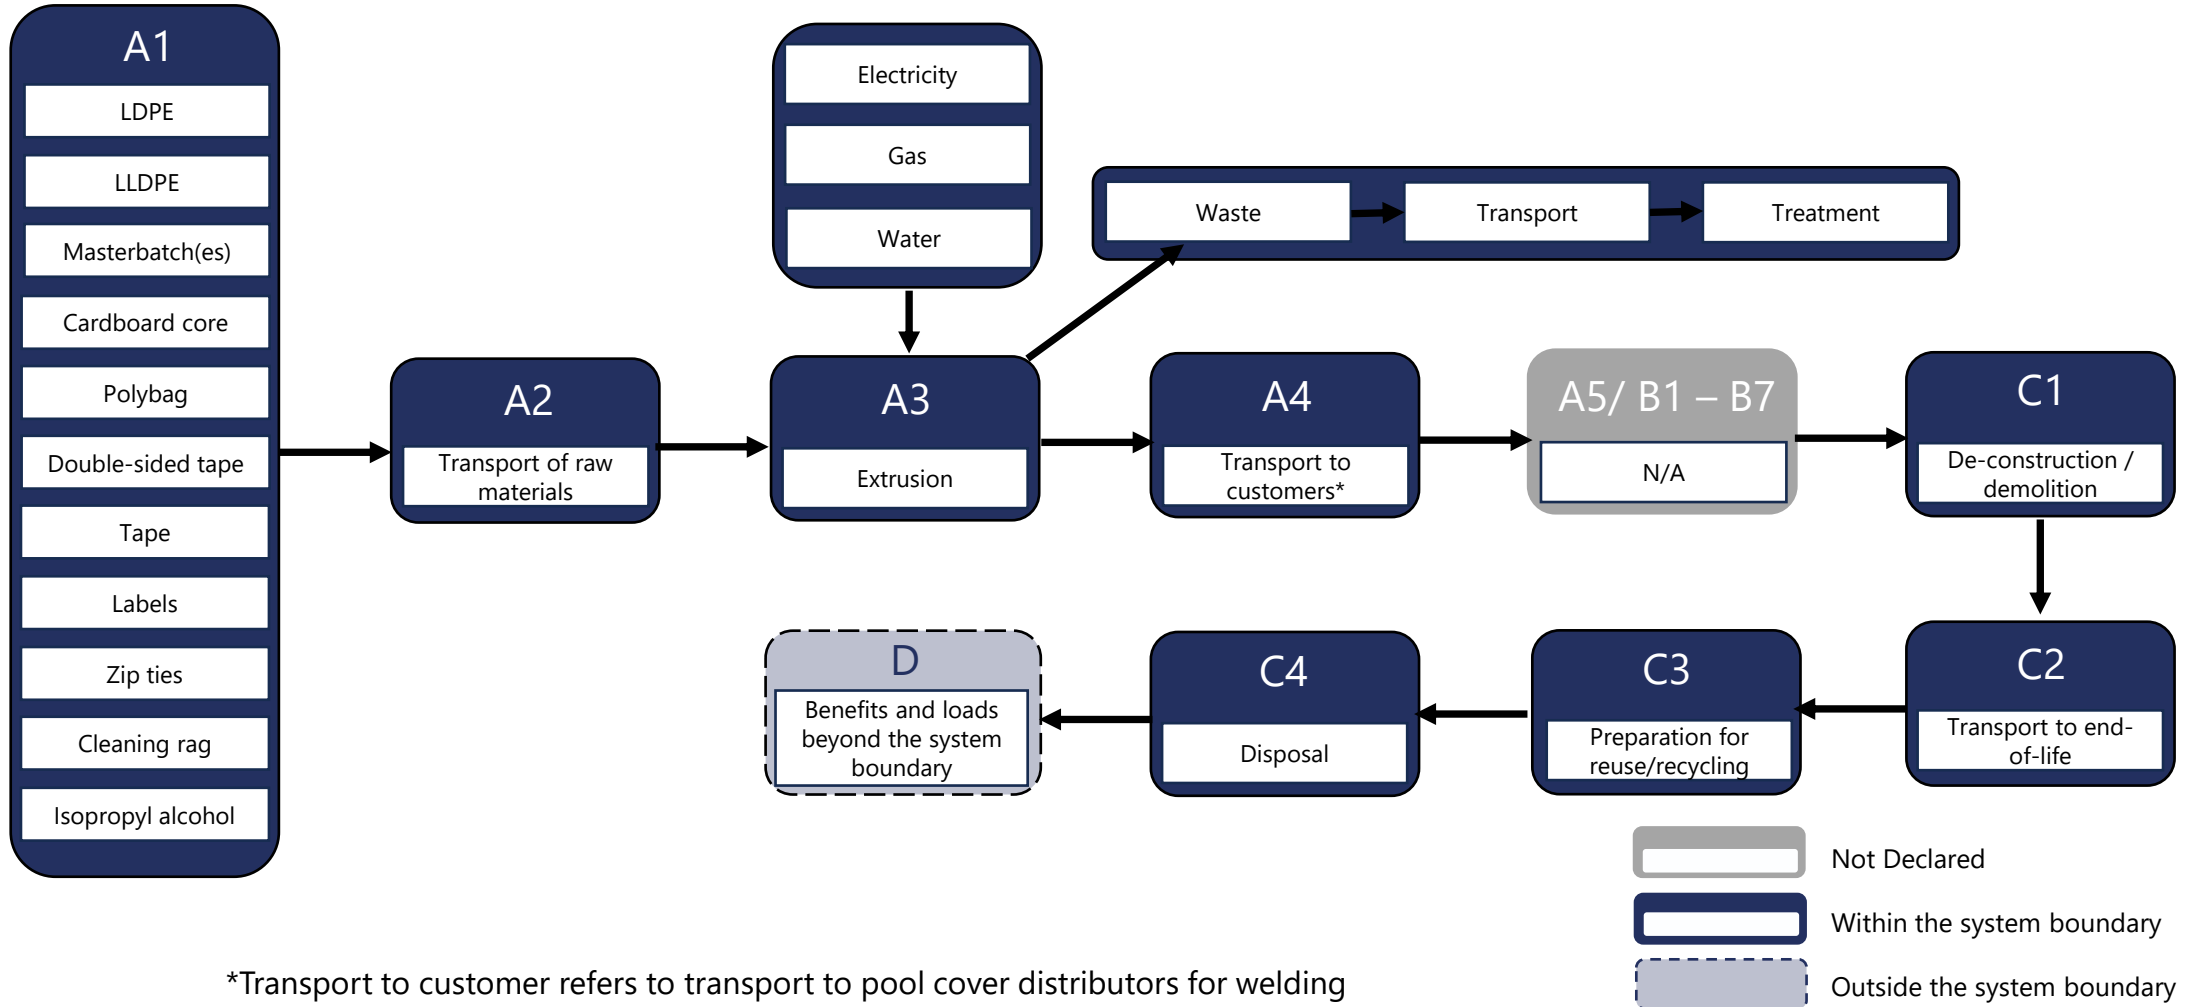 A1
LDPE
LLDPE
Masterbatch(es)
Cardboard core
Polybag
Double-sided tape
Tape
Labels
Zip ties
Cleaning rag
Isopropyl alcohol
A2
Transport of raw
materials
Electricity
Gas
Water
A3
Extrusion
Waste
Transport
Treatment
A4
Transport to
customers*
A5/ B1 – B7
N/A
C1
De-construction /
demolition
C2
Transport to end-
of-life
C3
Preparation for
reuse/recycling
C4
Disposal
D
Benefits and loads
beyond the system
boundary
Not Declared
Within the system boundary
Outside the system boundary
*Transport to customer refers to transport to pool cover distributors for welding